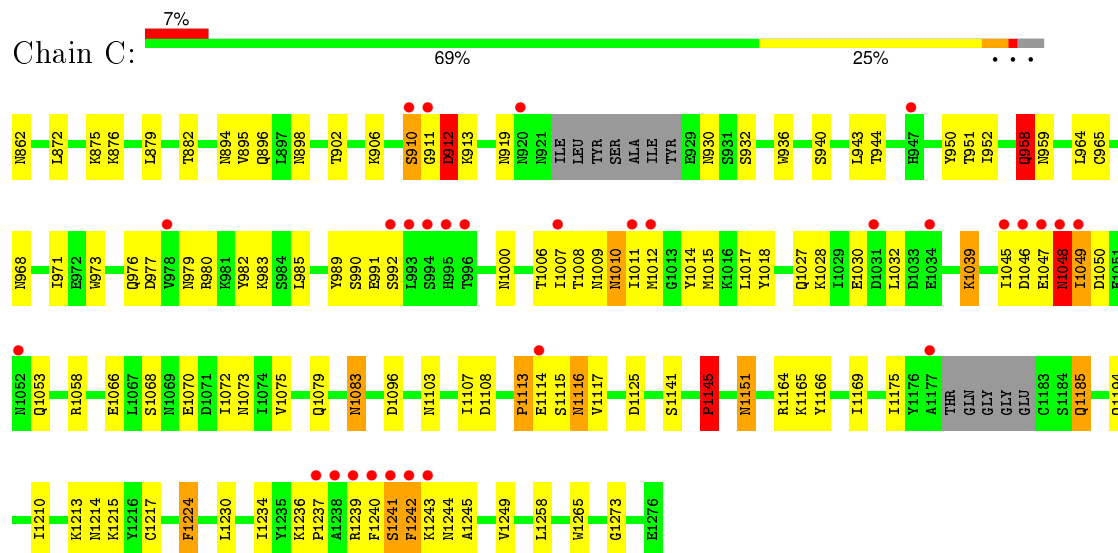 7%
Chain C:
69% 25% • • •
N862 L872 K875 K876 L879 T882 N894 V895 Q896 L897 N898 T902 K906 S910 G911 D912 K913 N919 N920 N921 ILE LEU TYR SER ALA ILE TYR E929 N930 S931 S932 W936 S940 L943 T944 H947 Y950 T951 I952 Q958 N959 L964 C965
N968 I971 E972 W973 Q976 D977 V978 N979 R980 K981 Y982 K983 S984 L985 Y989 S990 E991 S992 L993 S994 H995 T996 N1000 T1006 I1007 T1008 N1009 N1010 I1011 M1012 G1013 Y1014 M1015 K1016 L1017 Y1018 Q1027 K1028 I1029 E1030 D1031 L1032 D1033 E1034 K1039 I1045 D1046 E1047 N1048 I1049 D1050
N1052 Q1053 R1058 E1066 L1067 S1068 N1069 E1070 D1071 I1072 N1073 I1074 V1075 Q1079 N1083 D1096 N1103 I1107 D1108 P1113 E1114 S1115 N1116 V1117 D1125 S1141 P1145 N1151 R1164 K1165 Y1166 I1169 I1175 Y1176 A1177 THR GLN GLY GLY GLU C1183 S1184 Q1185
I1210 K1213 N1214 K1215 Y1216 C1217 F1224 L1230 I1234 Y1235 K1236 P1237 A1238 R1239 F1240 S1241 F1242 K1243 N1244 A1245 V1249 L1258 W1265 G1273 E1276